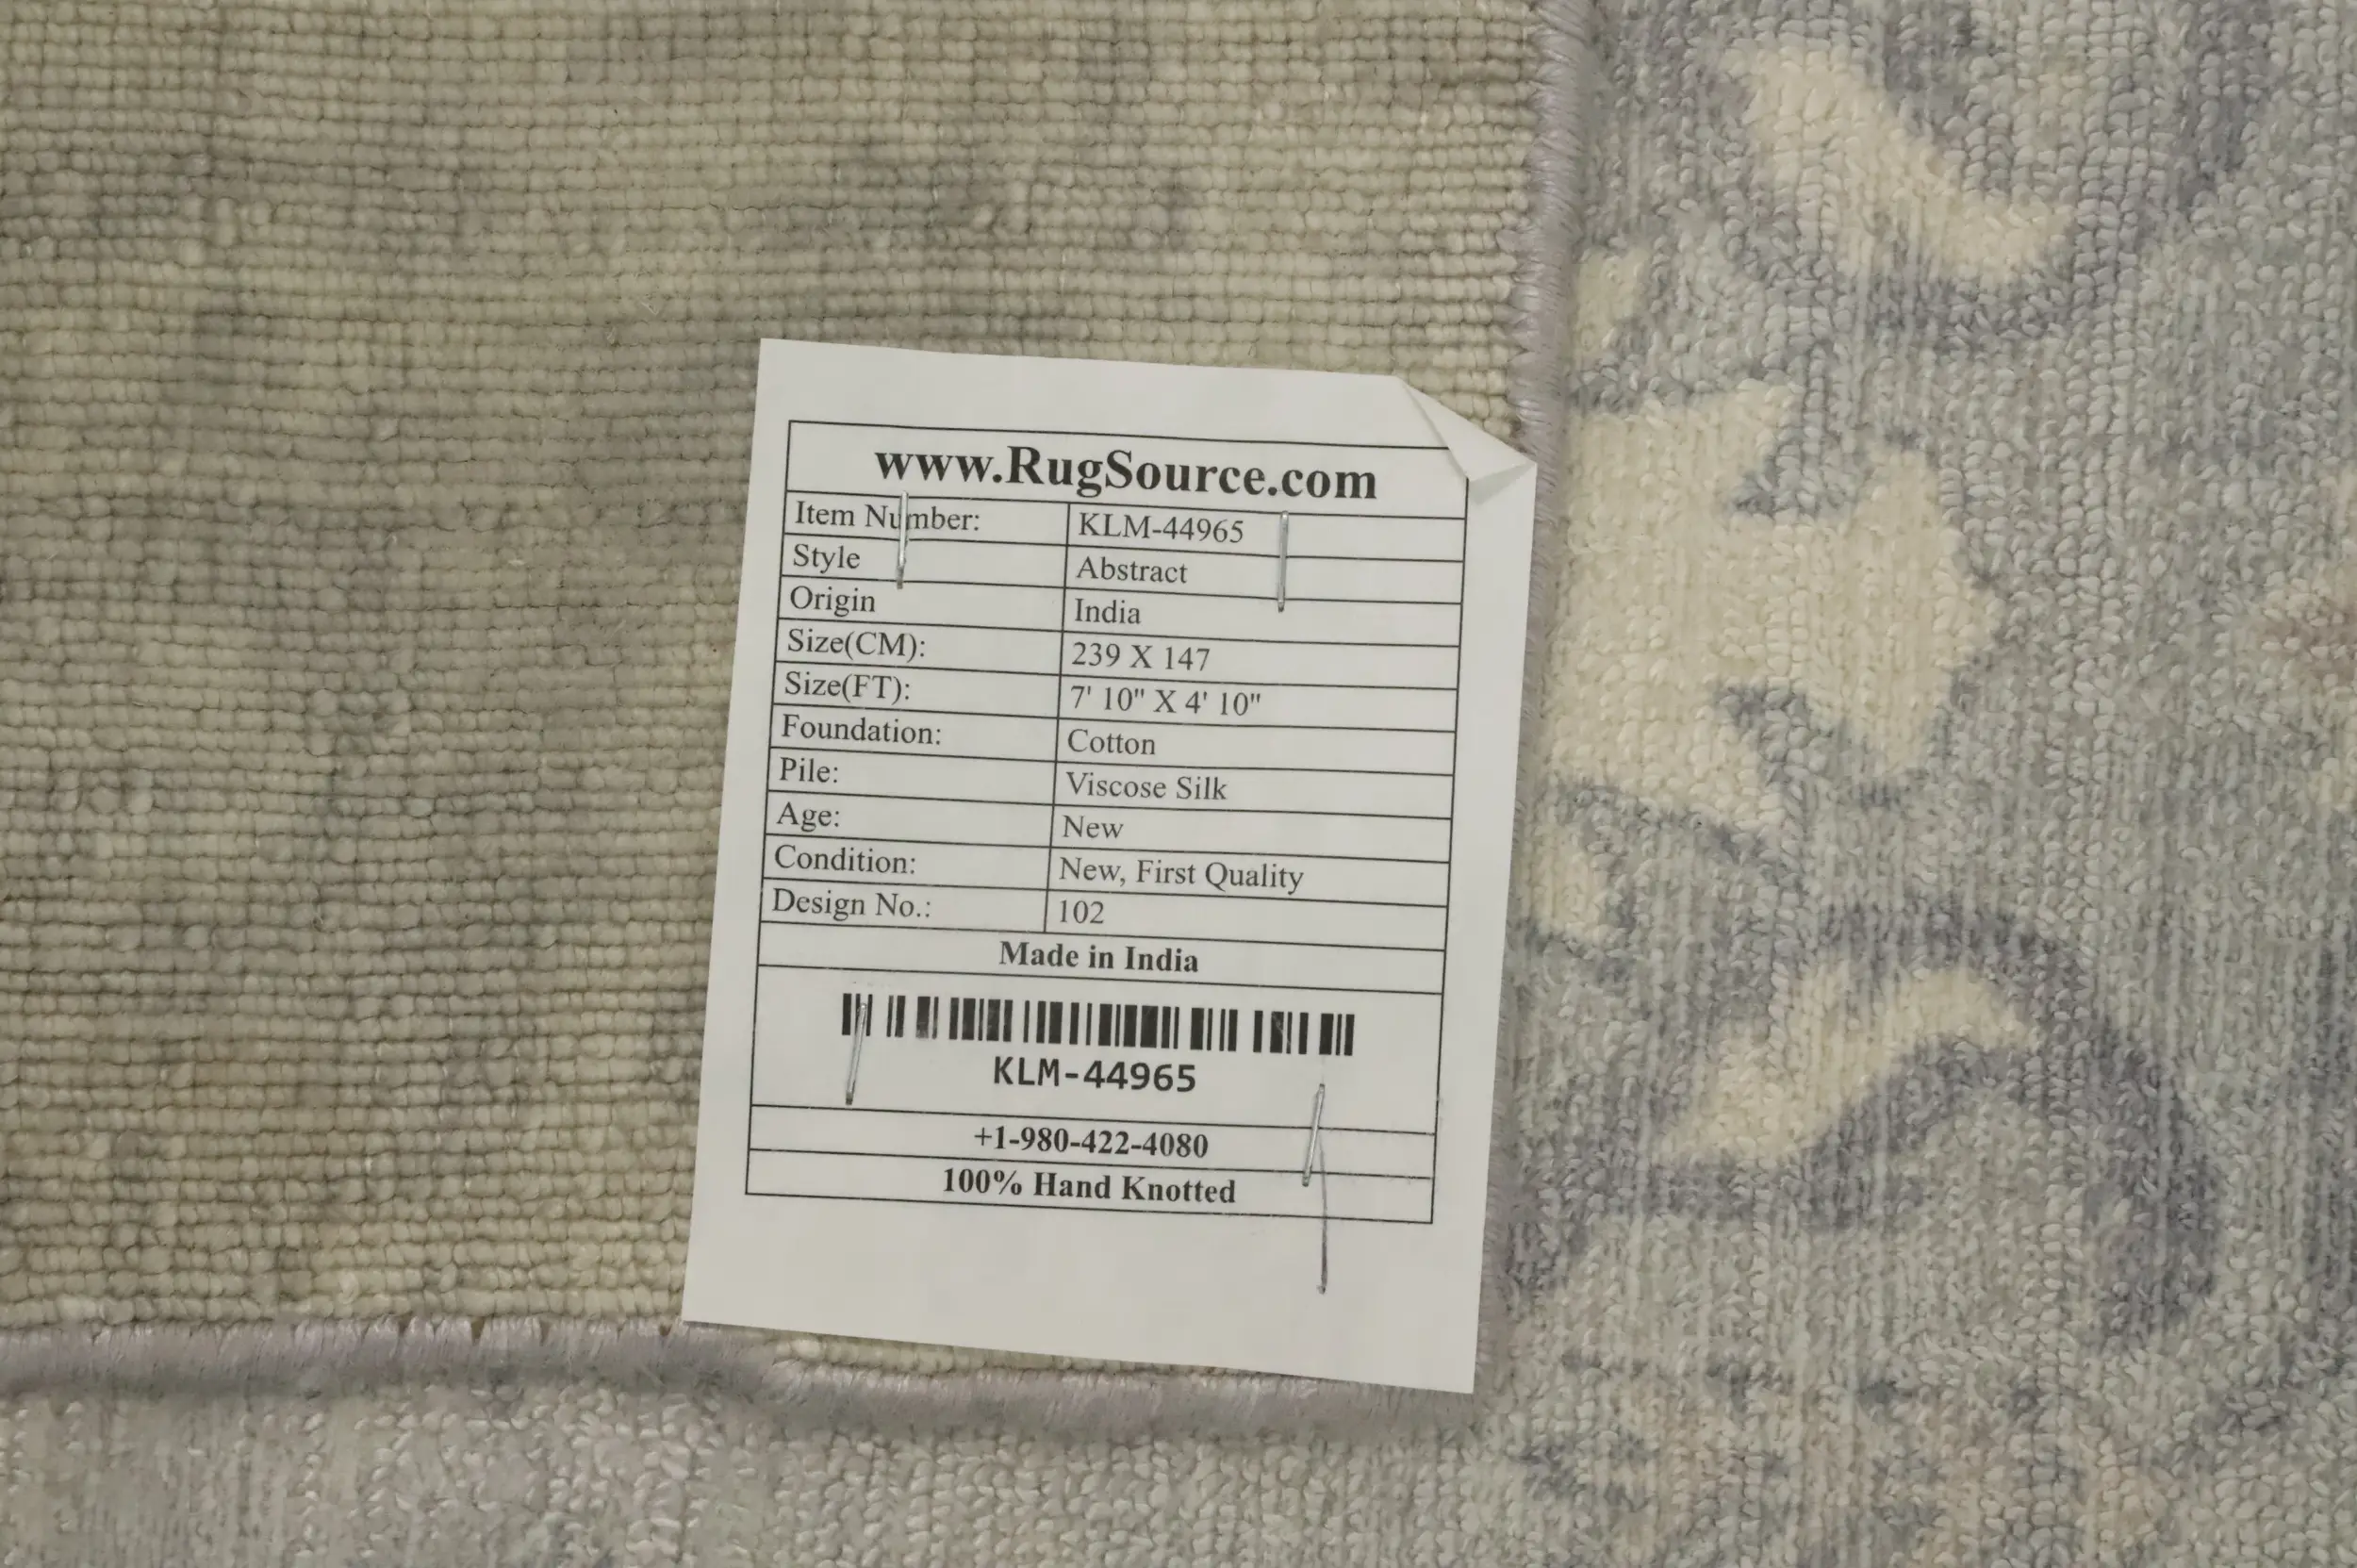 www.RugSource.com
Item Number: KLM-44965
Style Abstract
Origin India
Size(CM): 239 X 147
Size(FT): 7' 10" X 4' 10"
Foundation: Cotton
Pile: Viscose Silk
Age: New
Condition: New, First Quality
Design No.: 102
Made in India
KLM-44965
+1-980-422-4080
100% Hand Knotted